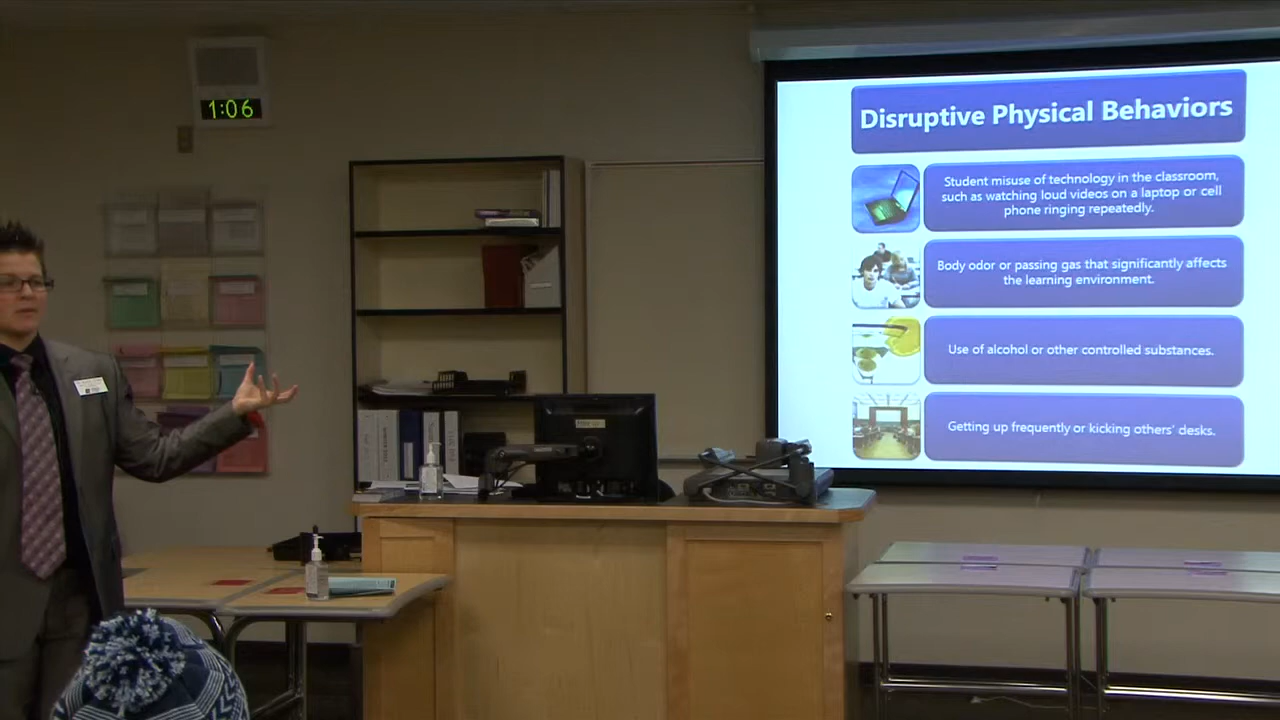 1:06
Disruptive Physical Behaviors
Student misuse of technology in the classroom,
such as watching loud videos on a laptop or cell
phone ringing repeatedly.
Body odor or passing gas that significantly affects
the learning environment.
Use of alcohol or other controlled substances.
Getting up frequently or kicking others' desks.